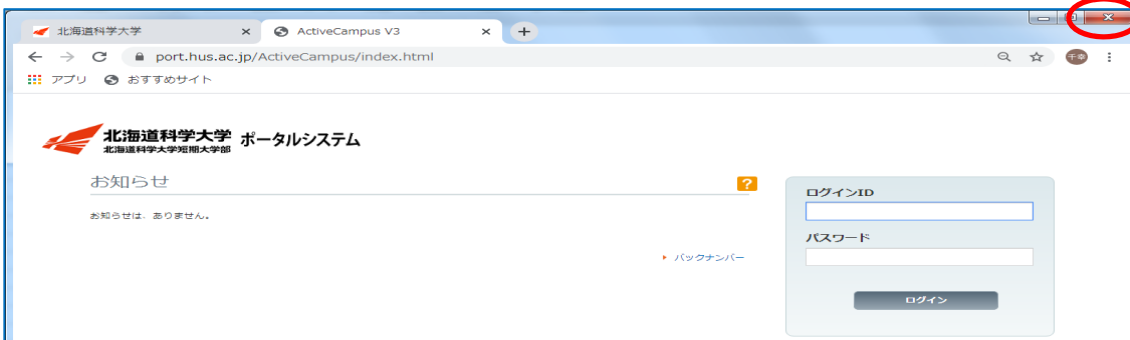 北海道科学大学
ActiveCampus V3
port.hus.ac.jp/ActiveCampus/index.html
千幸
アプリ
おすすめサイト
北海道科学大学 ポータルシステム
北海道科学大学短期大学部
お知らせ
?
お知らせは、ありません。
バックナンバー
ログインID
パスワード
ログイン